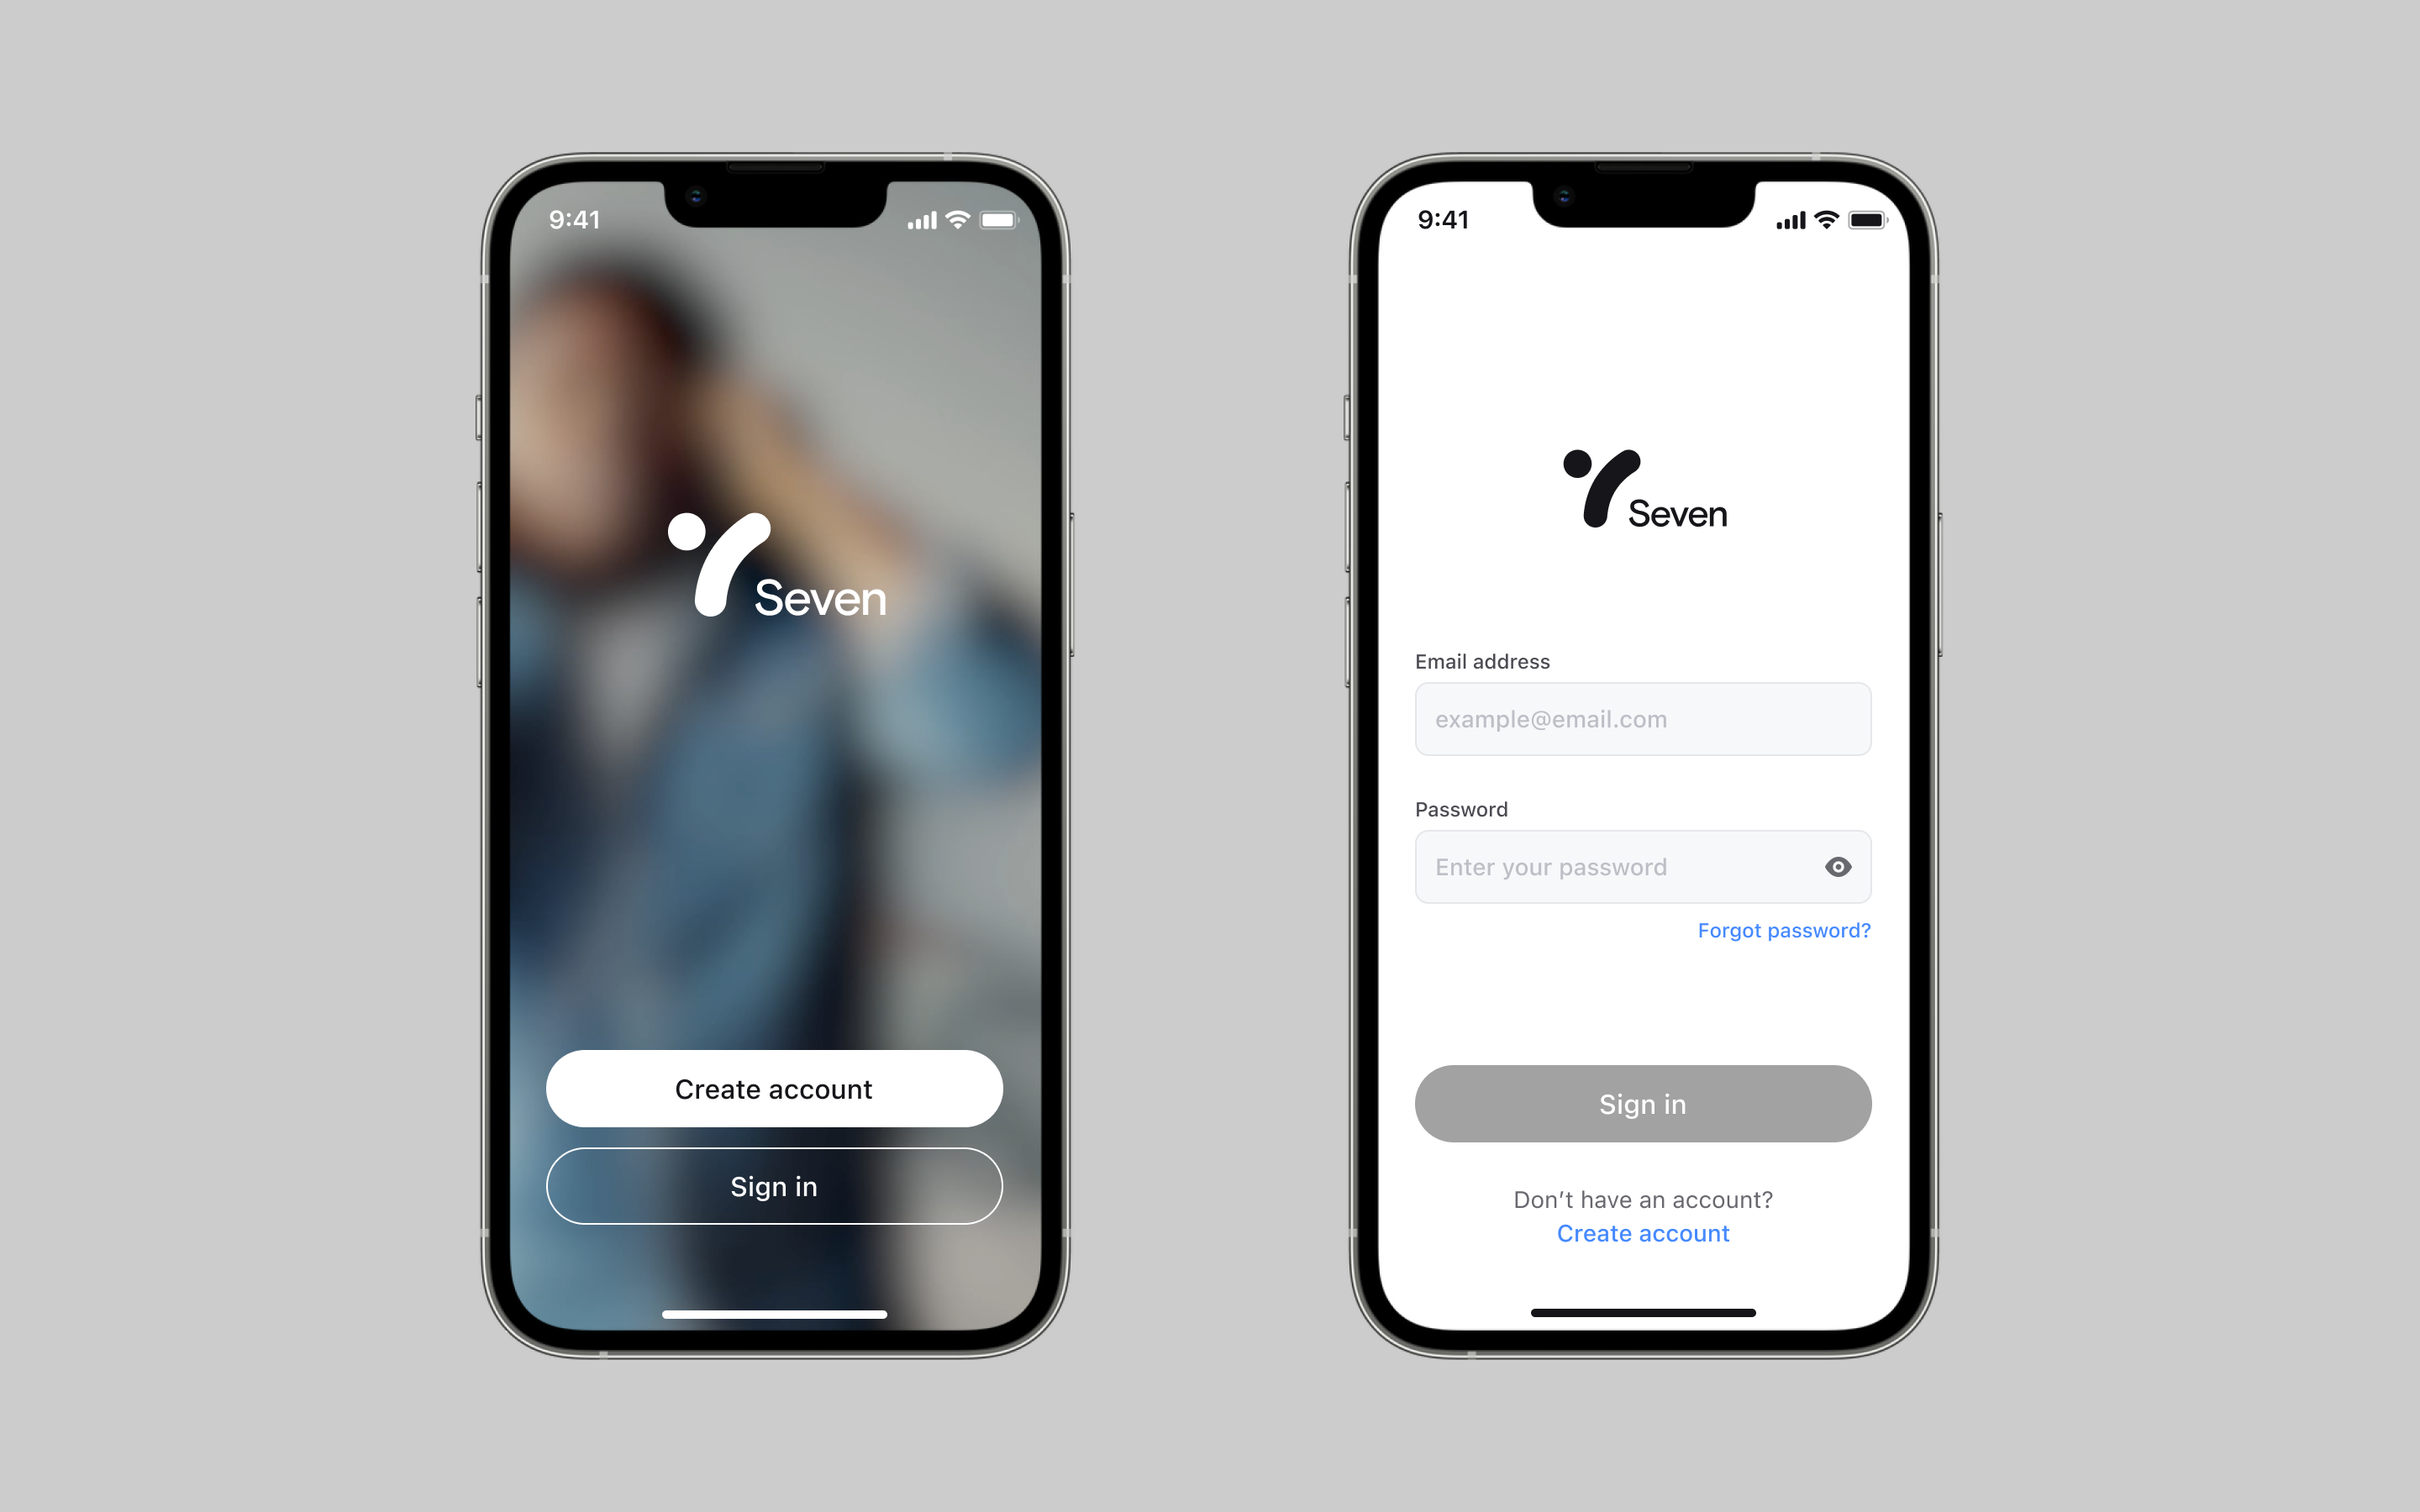 9:41
Seven
Create account
Sign in
9:41
Seven
Email address
example@email.com
Password
Enter your password
Forgot password?
Sign in
Don’t have an account?
Create account